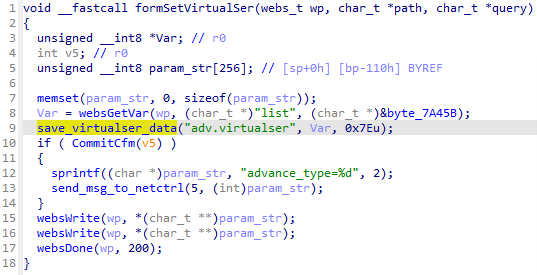 1 void __fastcall formSetVirtualSer(webs_t wp, char_t *path, char_t *query)
2 {
3 unsigned __int8 *Var; // r0
4 int v5; // r0
5 unsigned __int8 param_str[256]; // [sp+0h] [bp-110h] BYREF
6
7 memset(param_str, 0, sizeof(param_str));
8 Var = websGetVar(wp, (char_t *)"list", (char_t *)&byte_7A45B);
9 save_virtualser_data("adv.virtualser", Var, 0x7Eu);
10 if ( CommitCfm(v5) )
11 {
12 sprintf((char *)param_str, "advance_type=%d", 2);
13 send_msg_to_netctrl(5, (int)param_str);
14 }
15 websWrite(wp, *(char_t **)param_str);
16 websWrite(wp, *(char_t **)param_str);
17 websDone(wp, 200);
18 }